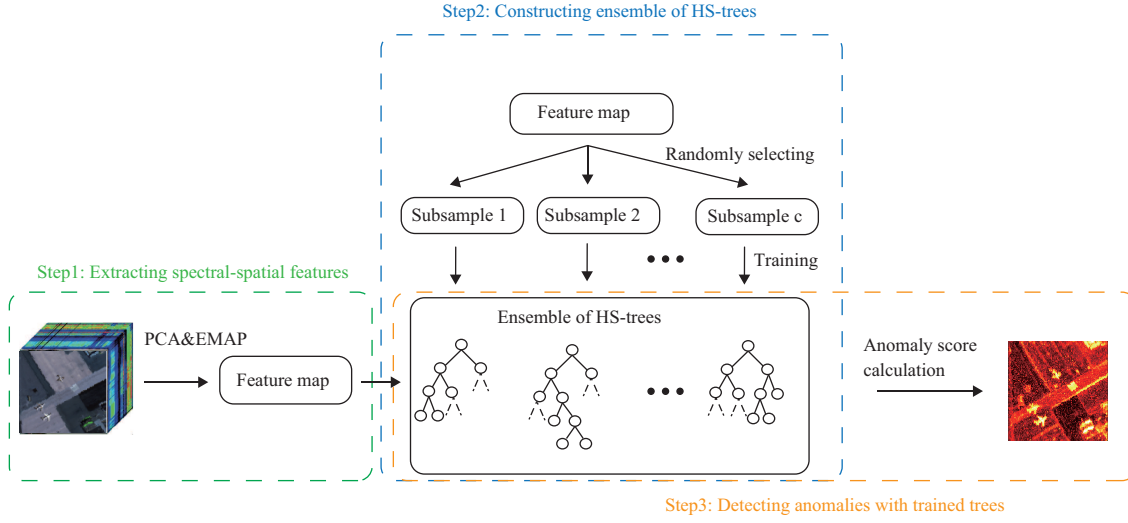 Step2: Constructing ensemble of HS-trees
Feature map
Randomly selecting
Subsample 1
Subsample 2
Subsample c
Training
Step1: Extracting spectral-spatial features
PCA&EMAP
Feature map
Ensemble of HS-trees
Anomaly score
calculation
Step3: Detecting anomalies with trained trees